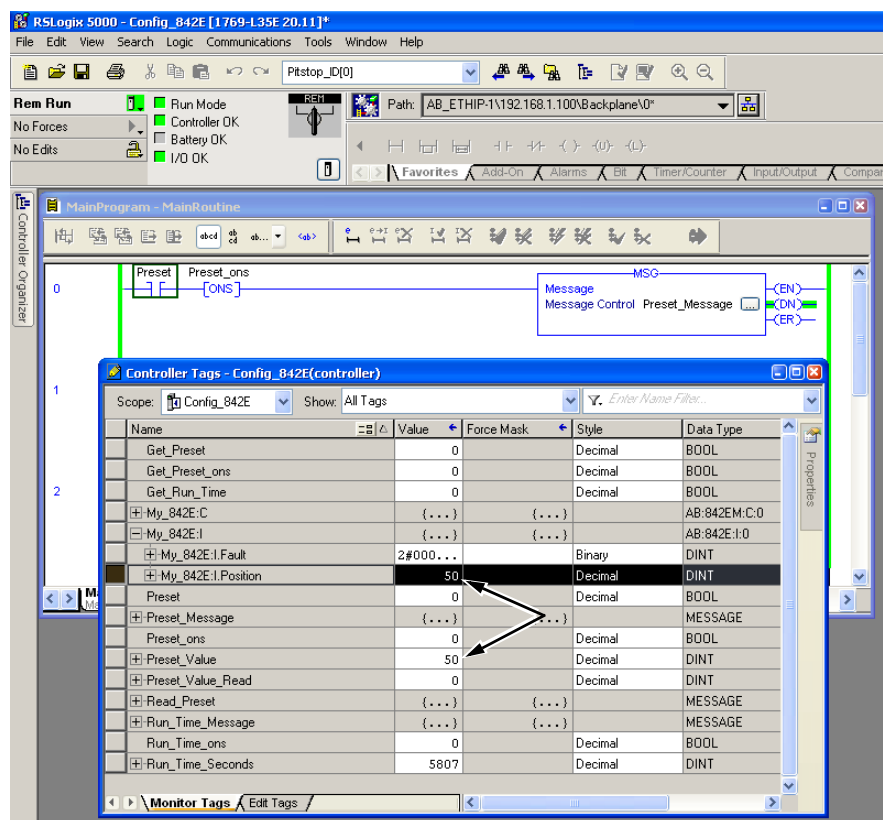 RSLogix 5000 - Config_842E [1769-L35E 20.11]*
File Edit View Search Logic Communications Tools Window Help
Pitstop_ID[0]
Rem Run
No Forces
No Edits
Run Mode
Controller OK
Battery OK
I/O OK
REM
Path: AB_ETHIP-1\192.168.1.100\Backplane\0*
Favorites Add-On Alarms Bit Timer/Counter Input/Output Compar
Controller Organizer
MainProgram - MainRoutine
abcd ab cd ab... <ab>
0
Preset
Preset_ons
ONS
MSG
Message
Message Control Preset_Message ...
(EN)
(DN)
(ER)
1
2
Controller Tags - Config_842E(controller)
Scope: Config_842E Show: All Tags Enter Name Filter...
Name Value Force Mask Style Data Type
Get_Preset 0 Decimal BOOL
Get_Preset_ons 0 Decimal BOOL
Get_Run_Time 0 Decimal BOOL
My_842E:C {...} {...} AB:842EM:C:0
My_842E:I {...} {...} AB:842E:I:0
My_842E:I.Fault 2#000... Binary DINT
My_842E:I.Position 50 Decimal DINT
Preset 0 Decimal BOOL
Preset_Message {...} ...} MESSAGE
Preset_ons 0 Decimal BOOL
Preset_Value 50 Decimal DINT
Preset_Value_Read 0 Decimal DINT
Read_Preset {...} {...} MESSAGE
Run_Time_Message {...} {...} MESSAGE
Run_Time_ons 0 Decimal BOOL
Run_Time_Seconds 5807 Decimal DINT
Properties
Monitor Tags Edit Tags